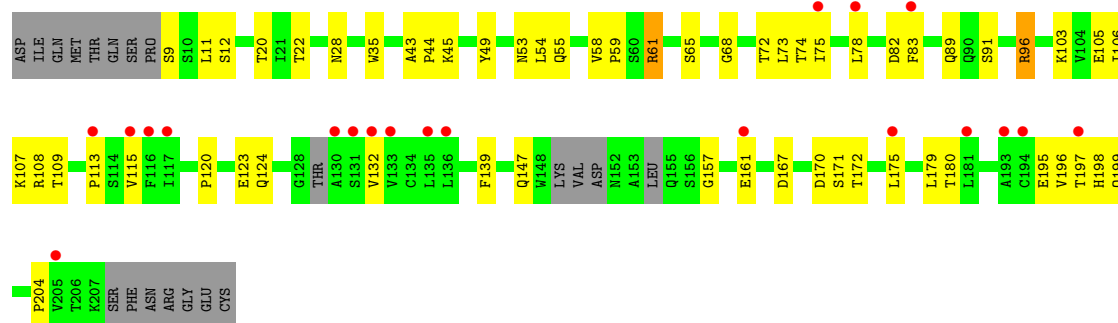 ASP ILE GLN MET THR GLN SER PRO S9 S10 L11 S12 T20 I21 T22 N28 W35 A43 P44 K45 Y49 N53 L54 Q55 V58 P59 S60 R61 S65 G68 T72 L73 T74 I75 L78 D82 F83 Q89 Q90 S91 R96 K103 V104 E105 I106
K107 R108 T109 P113 S114 V115 F116 I117 P120 E123 Q124 G128 THR A130 S131 V132 V133 C134 L135 L136 F139 Q147 W148 LYS VAL ASP N152 A153 LEU Q155 S156 G157 E161 D167 D170 S171 T172 L175 L179 T180 L181 A193 C194 E195 V196 T197 H198 Q199
P204 V205 T206 K207 SER PHE ASN ARG GLY GLU CYS